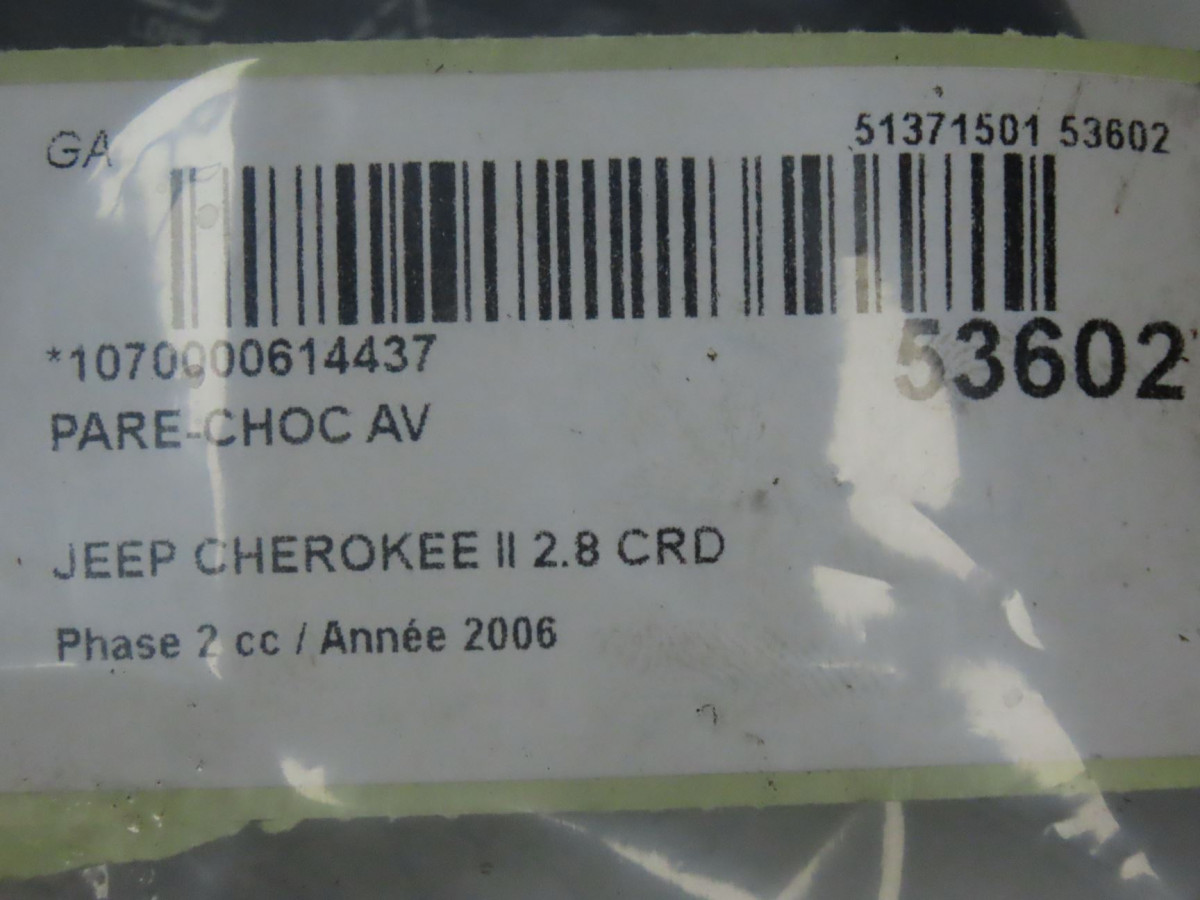 GA
51371501 53602
*1070000614437
53602
PARE-CHOC AV
JEEP CHEROKEE II 2.8 CRD
Phase 2 cc / Année 2006